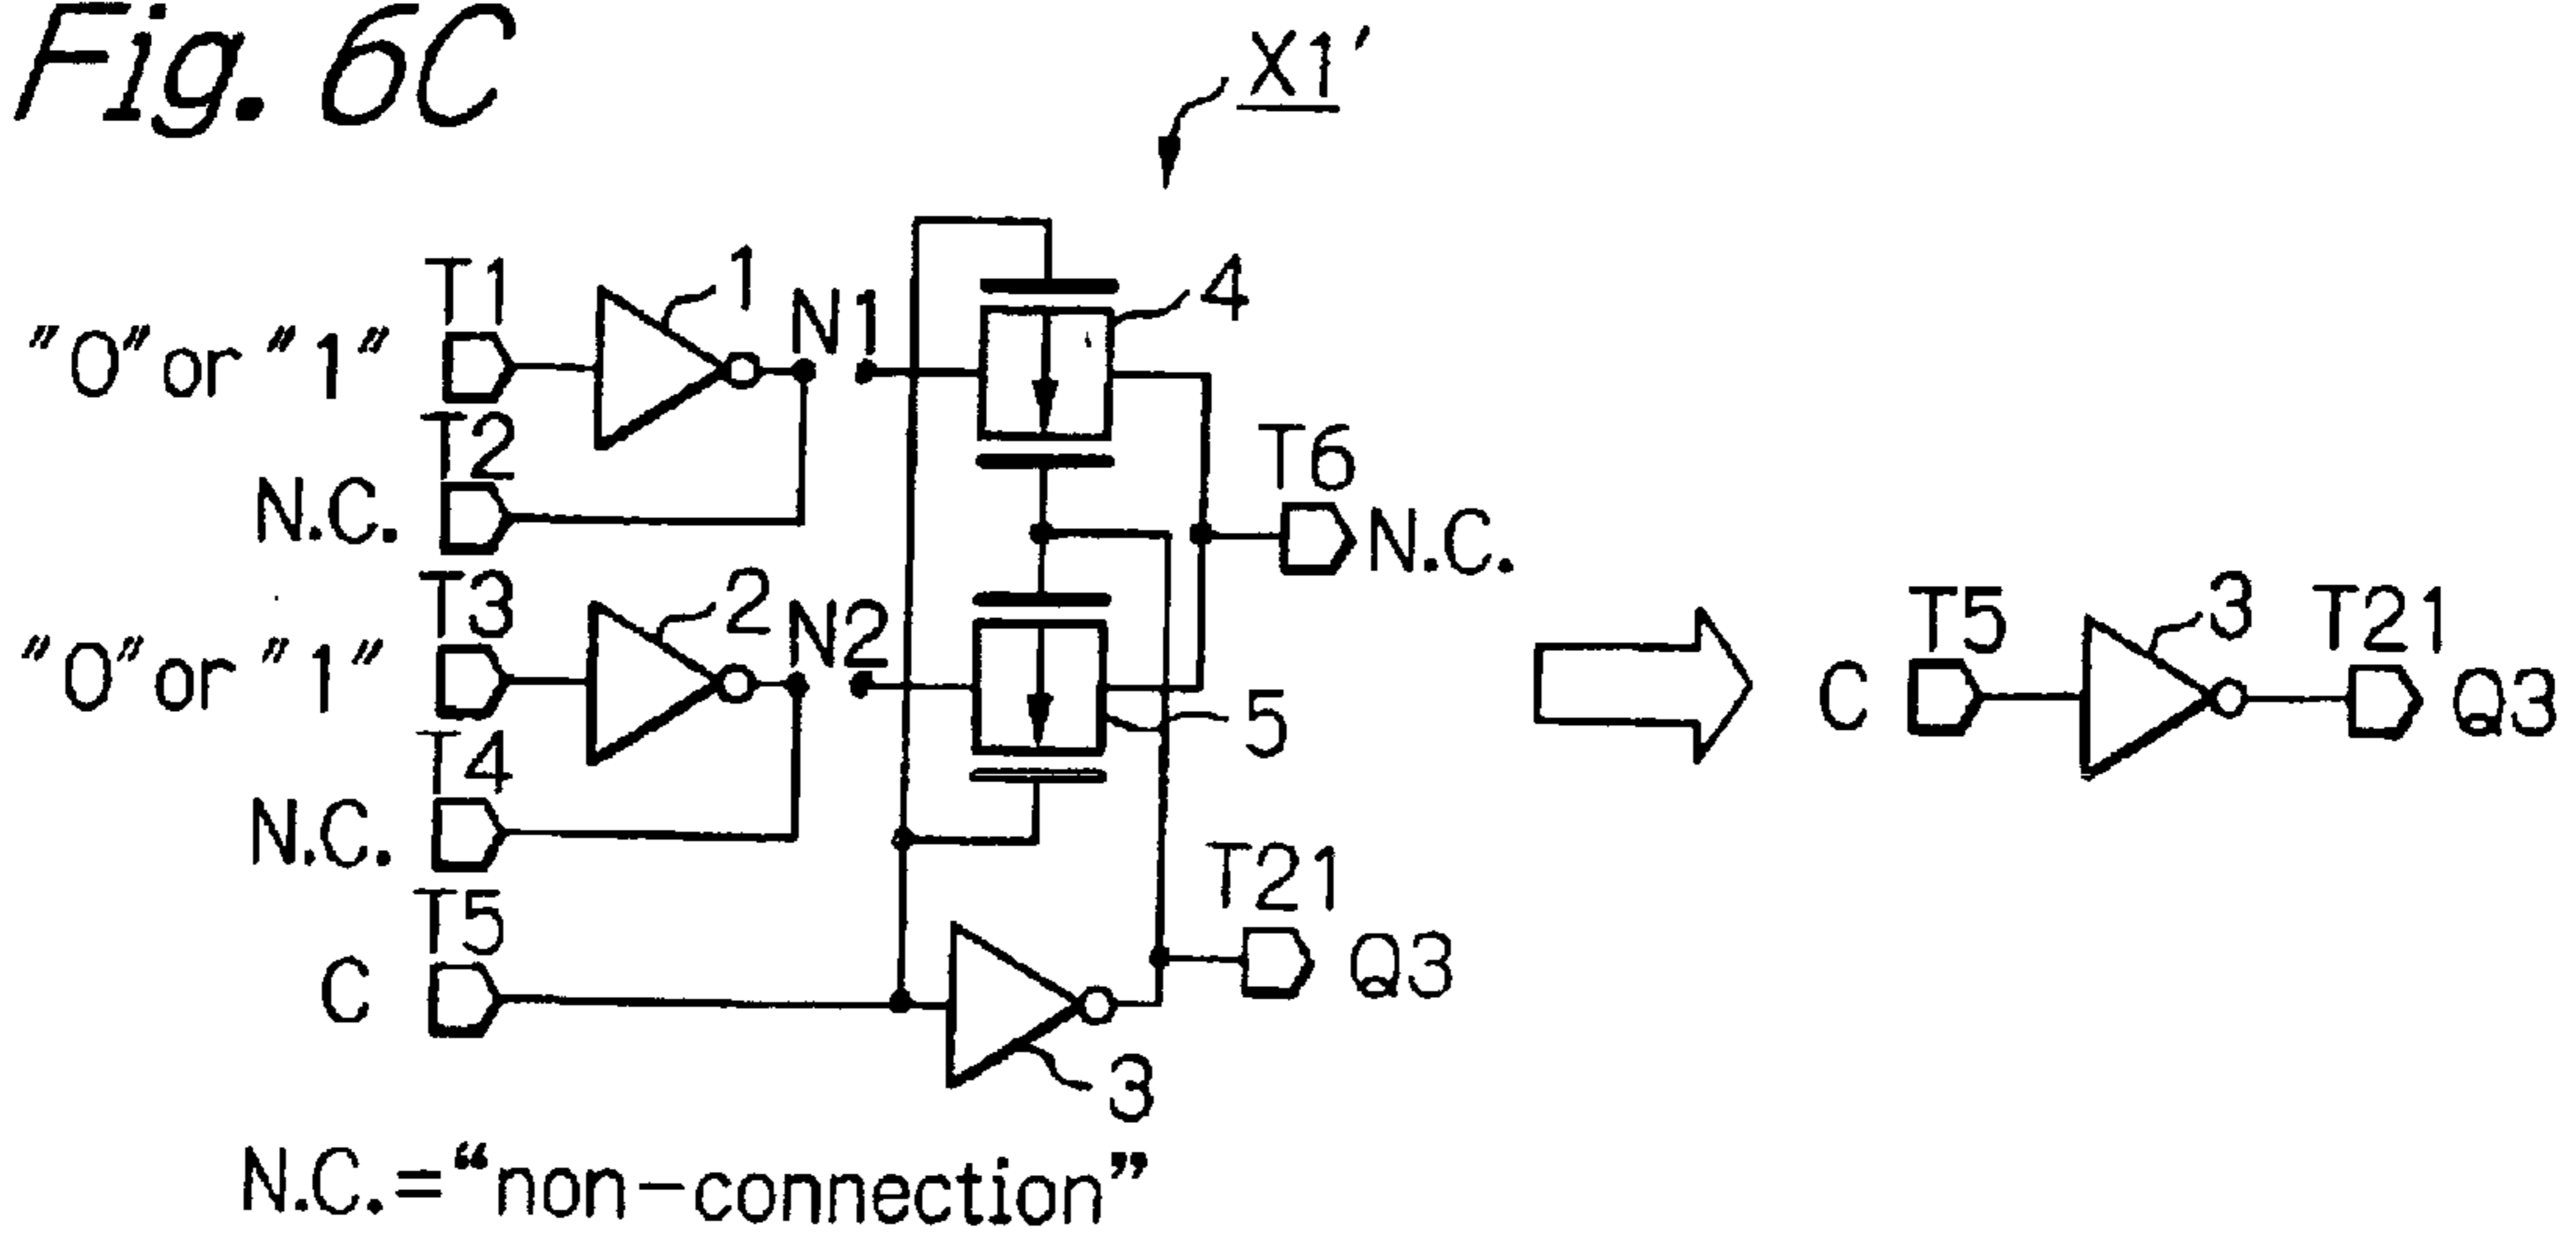 Fig. 6C
X1'
T1
1
N1
4
"0" or "1"
T2
N.C.
T6
N.C.
T3
2
N2
"0" or "1"
5
T4
N.C.
T5
C
T21
Q3
3
T5
3
T21
C
Q3
N.C.="non-connection"